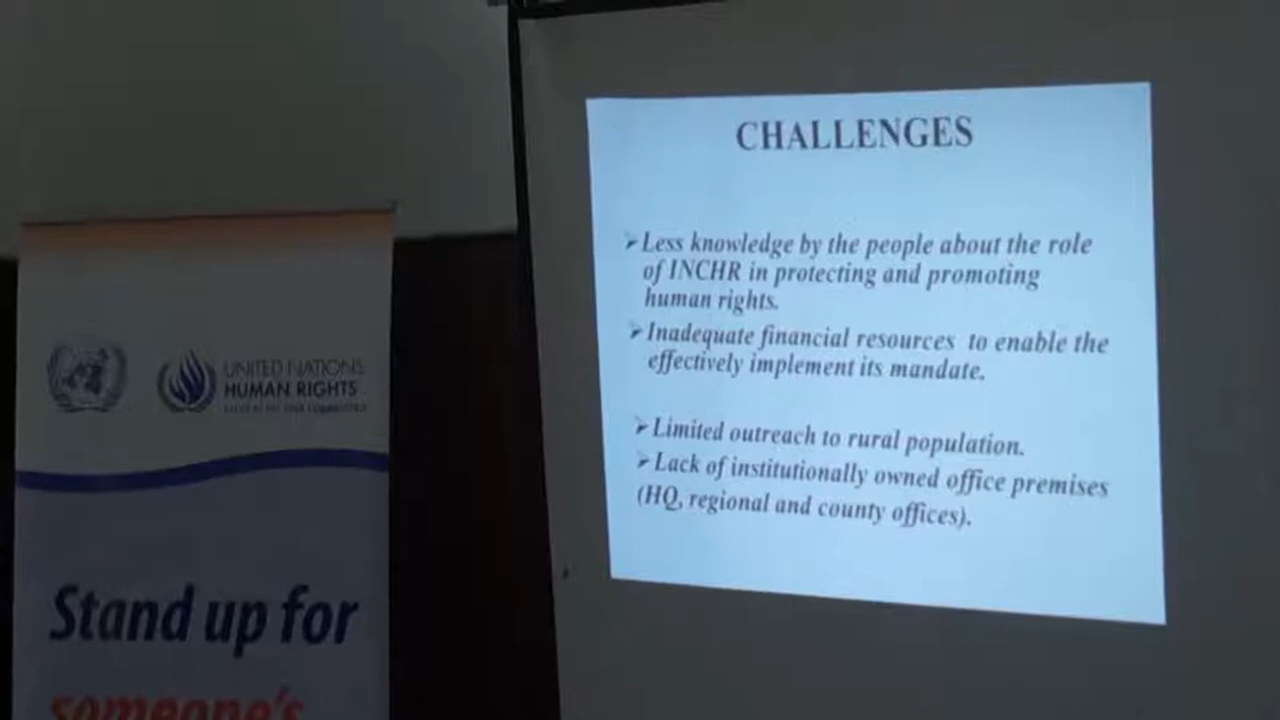 UNITED NATIONS
HUMAN RIGHTS
Stand up for
someone's
CHALLENGES
➢Less knowledge by the people about the role
of INCHR in protecting and promoting
human rights.
➢Inadequate financial resources to enable the
effectively implement its mandate.
➢Limited outreach to rural population.
➢Lack of institutionally owned office premises
(HQ, regional and county offices).